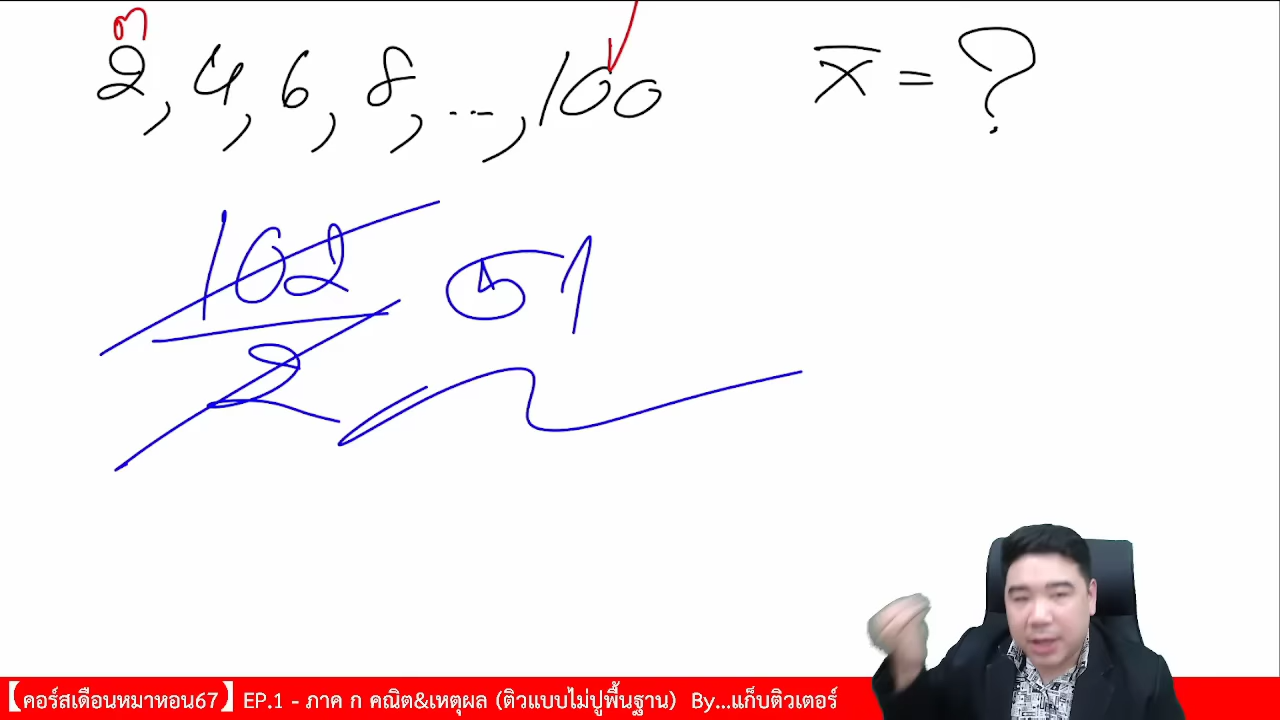 ต
2, 4, 6, 8, ..., 100 x̄ = ?
102
51
2
【คอร์สเดือนหมาหอน67】 EP.1 - ภาค ก คณิต&เหตุผล (ติวแบบไม่ปูพื้นฐาน) By...แก็บติวเตอร์